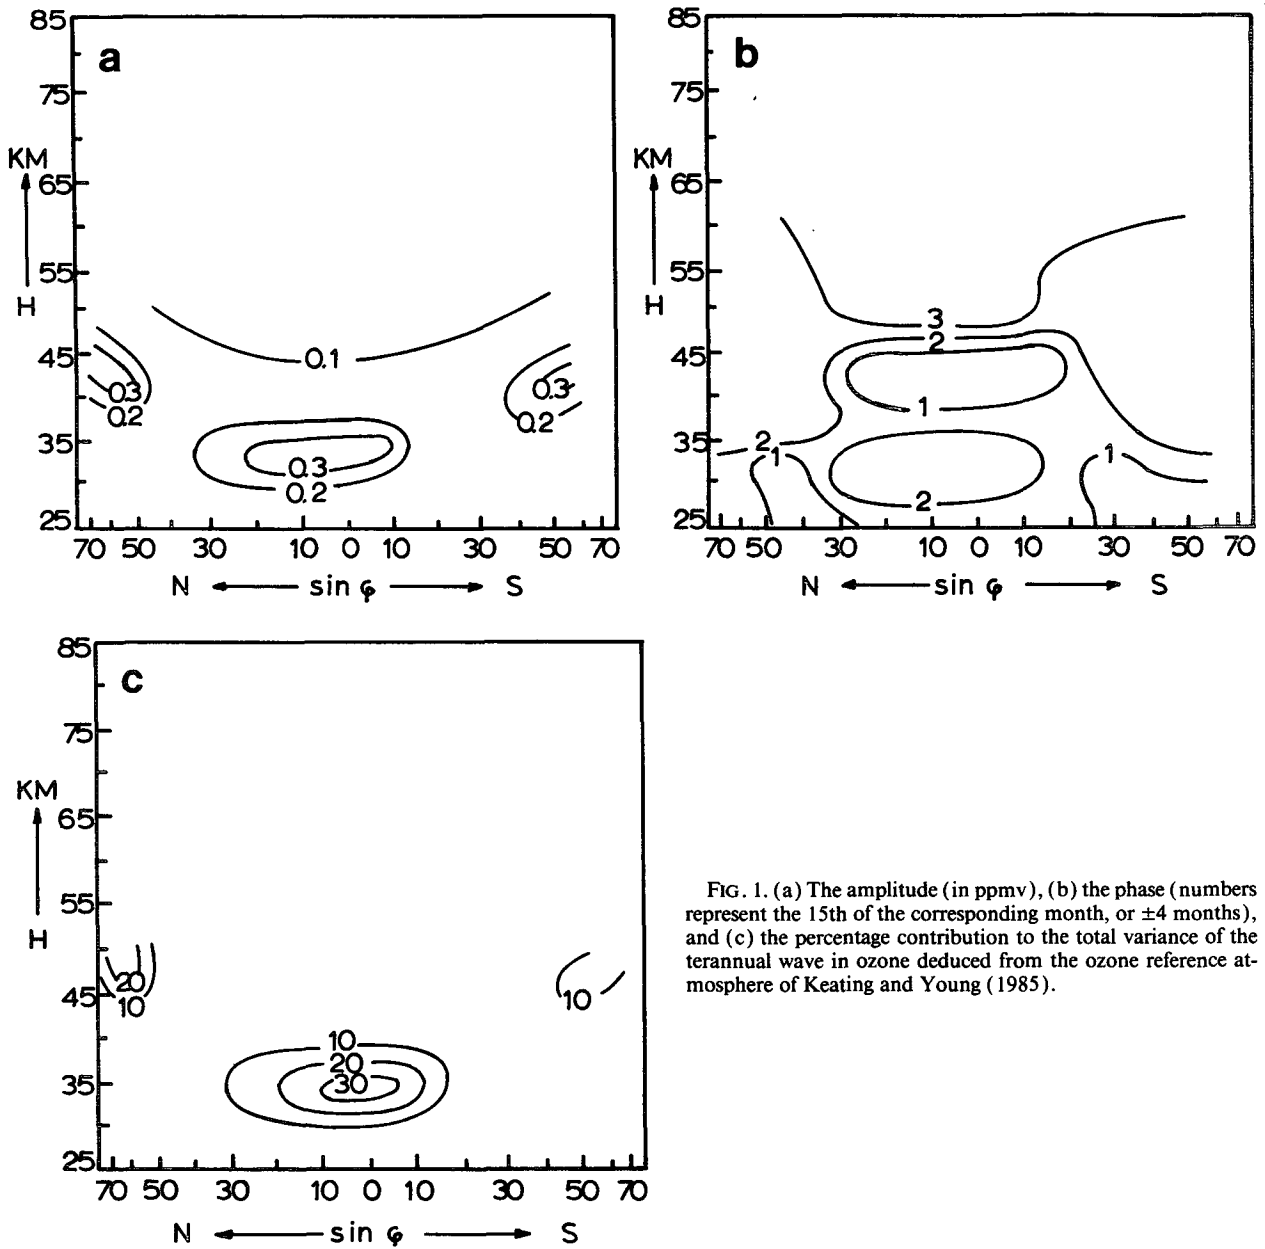 85
a
75
KM
65
55
H
0.1
45
0.3
0.3
0.2
0.2
35
0.3
0.2
25
70 50 30 10 0 10 30 50 70
N sin φ S
85
b
75
KM
65
55
H
3
2
45
1
35
2
1
1
2
25
70 50 30 10 0 10 30 50 70
N sin φ S
85
c
75
KM
65
55
H
20
45
10
10
10
20
35
30
25
70 50 30 10 0 10 30 50 70
N sin φ S
FIG. 1. (a) The amplitude (in ppmv), (b) the phase (numbers
represent the 15th of the corresponding month, or ±4 months),
and (c) the percentage contribution to the total variance of the
terannual wave in ozone deduced from the ozone reference at-
mosphere of Keating and Young (1985).